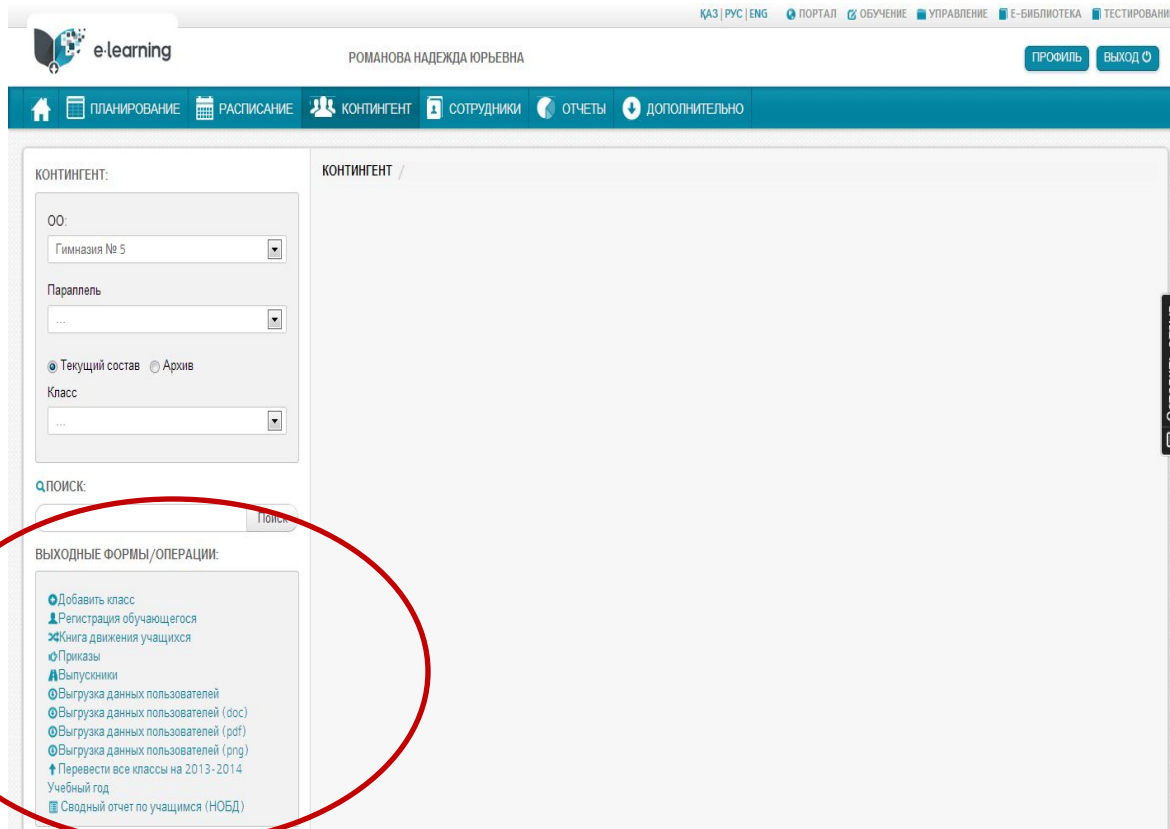 ҚАЗ | РУС | ENG ПОРТАЛ ОБУЧЕНИЕ УПРАВЛЕНИЕ Е-БИБЛИОТЕКА ТЕСТИРОВАНИ
e-learning
РОМАНОВА НАДЕЖДА ЮРЬЕВНА
ПРОФИЛЬ ВЫХОД
ПЛАНИРОВАНИЕ РАСПИСАНИЕ КОНТИНГЕНТ СОТРУДНИКИ ОТЧЕТЫ ДОПОЛНИТЕЛЬНО
КОНТИНГЕНТ:
КОНТИНГЕНТ /
ОО:
Гимназия № 5
Параллель
...
Текущий состав Архив
Класс
...
ПОИСК:
Поиск
ВЫХОДНЫЕ ФОРМЫ/ОПЕРАЦИИ:
Добавить класс
Регистрация обучающегося
Книга движения учащихся
Приказы
Выпускники
Выгрузка данных пользователей
Выгрузка данных пользователей (doc)
Выгрузка данных пользователей (pdf)
Выгрузка данных пользователей (png)
Перевести все классы на 2013-2014
Учебный год
Сводный отчет по учащимся (НОБД)